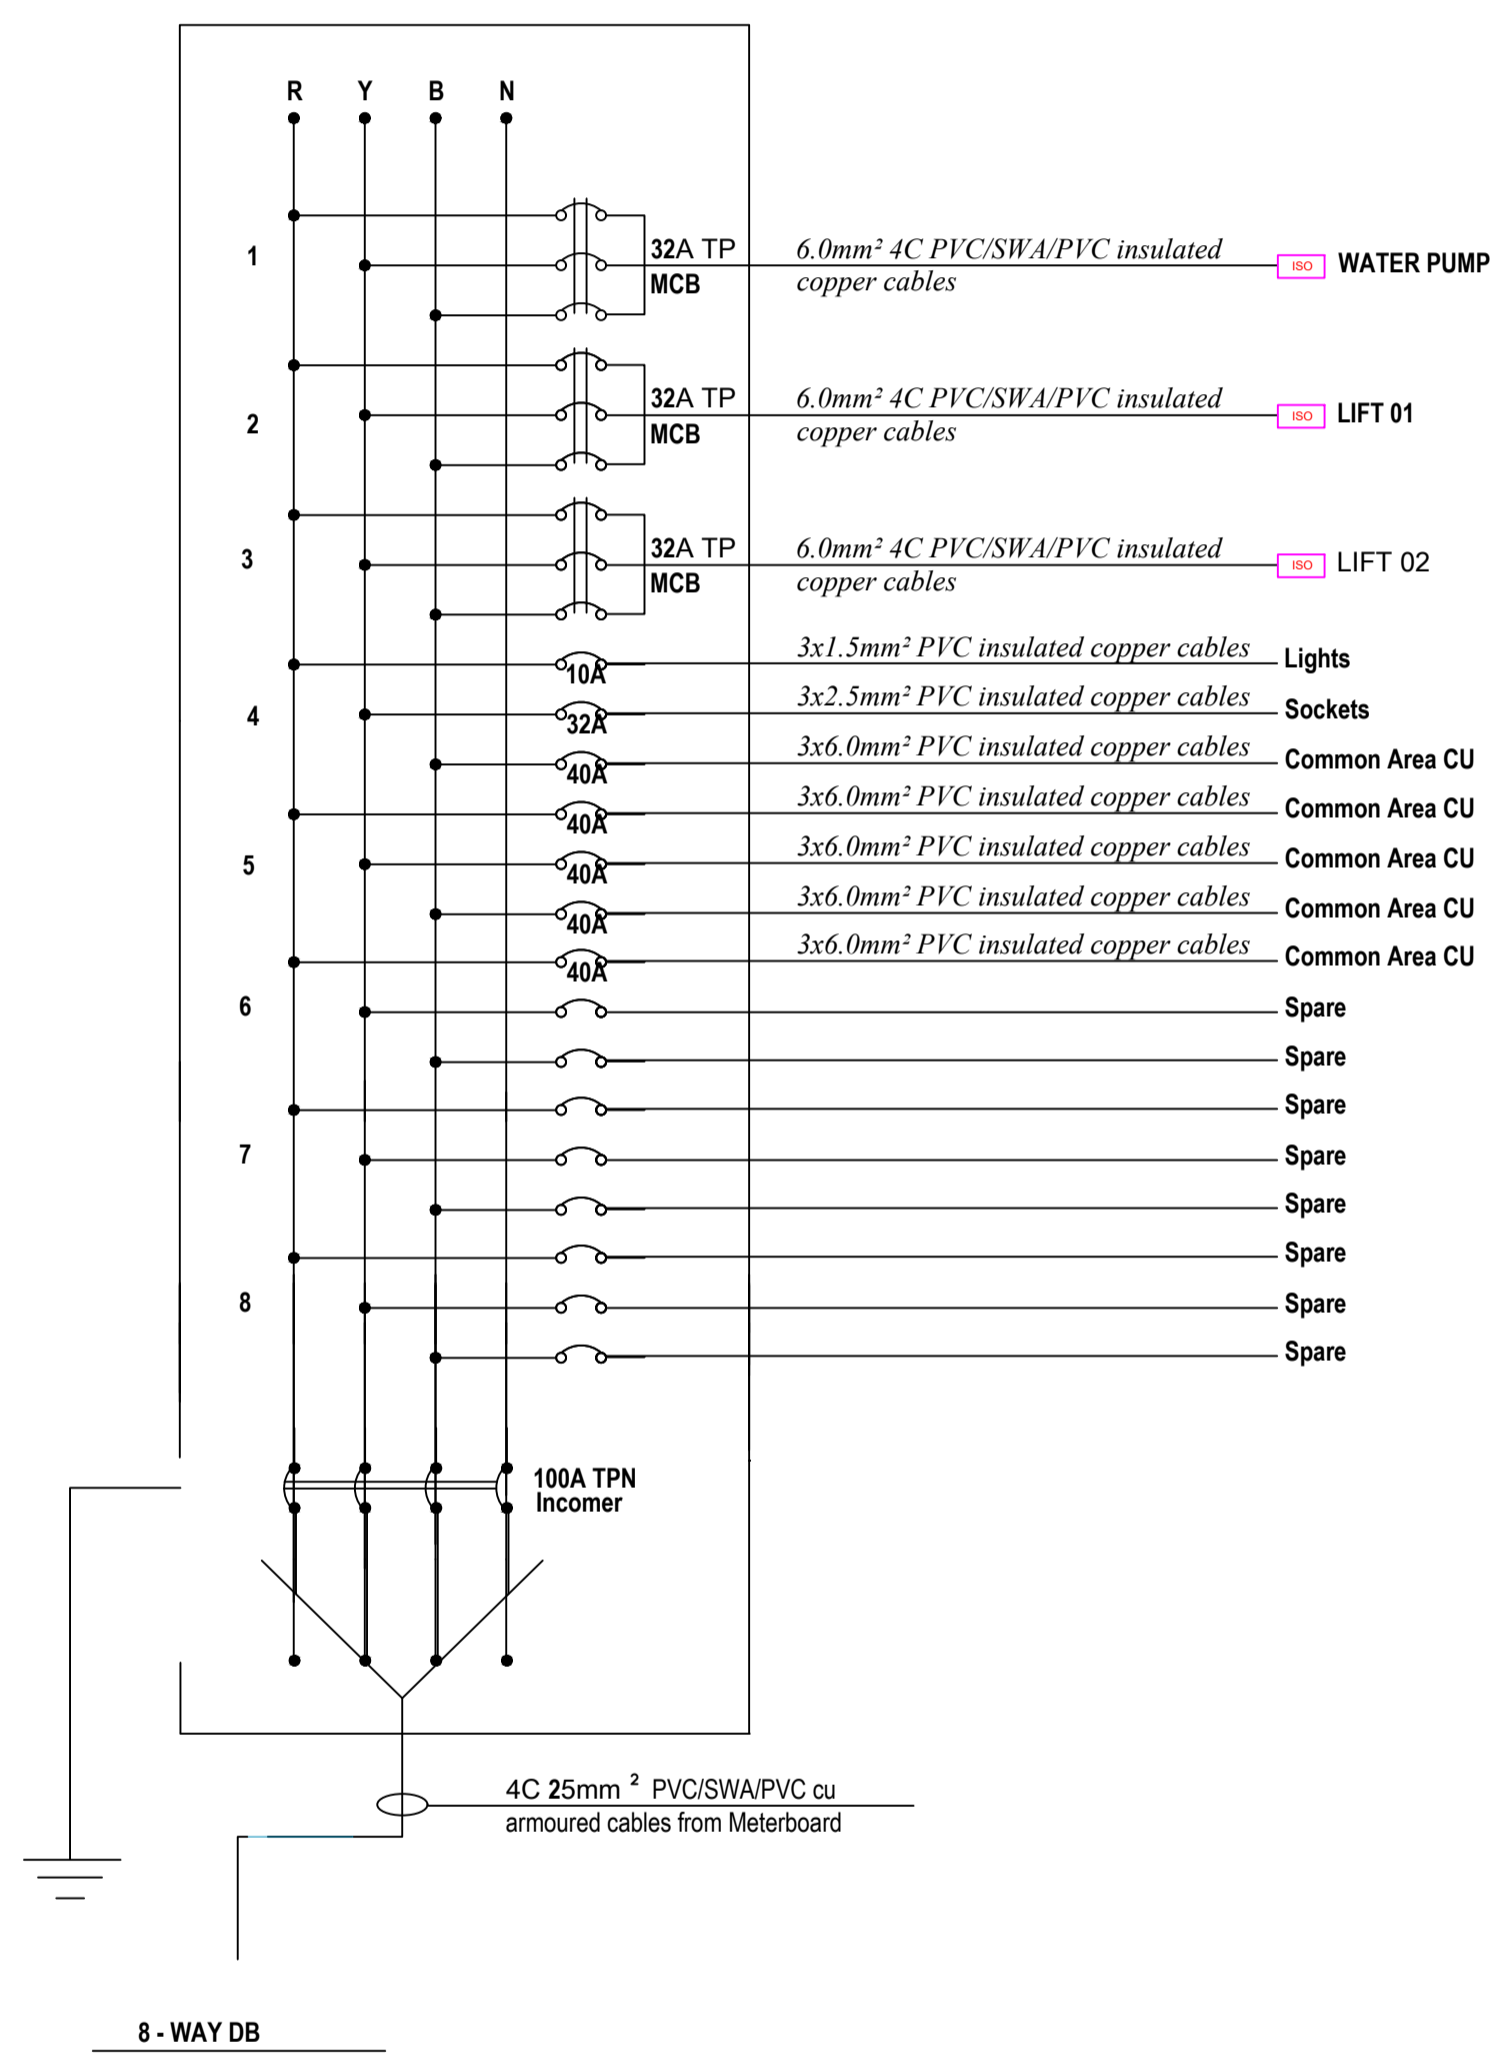 R Y B N
1
32A TP
MCB
6.0mm² 4C PVC/SWA/PVC insulated
copper cables
ISO
WATER PUMP
2
32A TP
MCB
6.0mm² 4C PVC/SWA/PVC insulated
copper cables
ISO
LIFT 01
3
32A TP
MCB
6.0mm² 4C PVC/SWA/PVC insulated
copper cables
ISO
LIFT 02
10A
3x1.5mm² PVC insulated copper cables
Lights
4
32A
3x2.5mm² PVC insulated copper cables
Sockets
40A
3x6.0mm² PVC insulated copper cables
Common Area CU
40A
3x6.0mm² PVC insulated copper cables
Common Area CU
5
40A
3x6.0mm² PVC insulated copper cables
Common Area CU
40A
3x6.0mm² PVC insulated copper cables
Common Area CU
40A
3x6.0mm² PVC insulated copper cables
Common Area CU
6
Spare
Spare
Spare
7
Spare
Spare
Spare
8
Spare
Spare
100A TPN
Incomer
4C 25mm ² PVC/SWA/PVC cu
armoured cables from Meterboard
8 - WAY DB